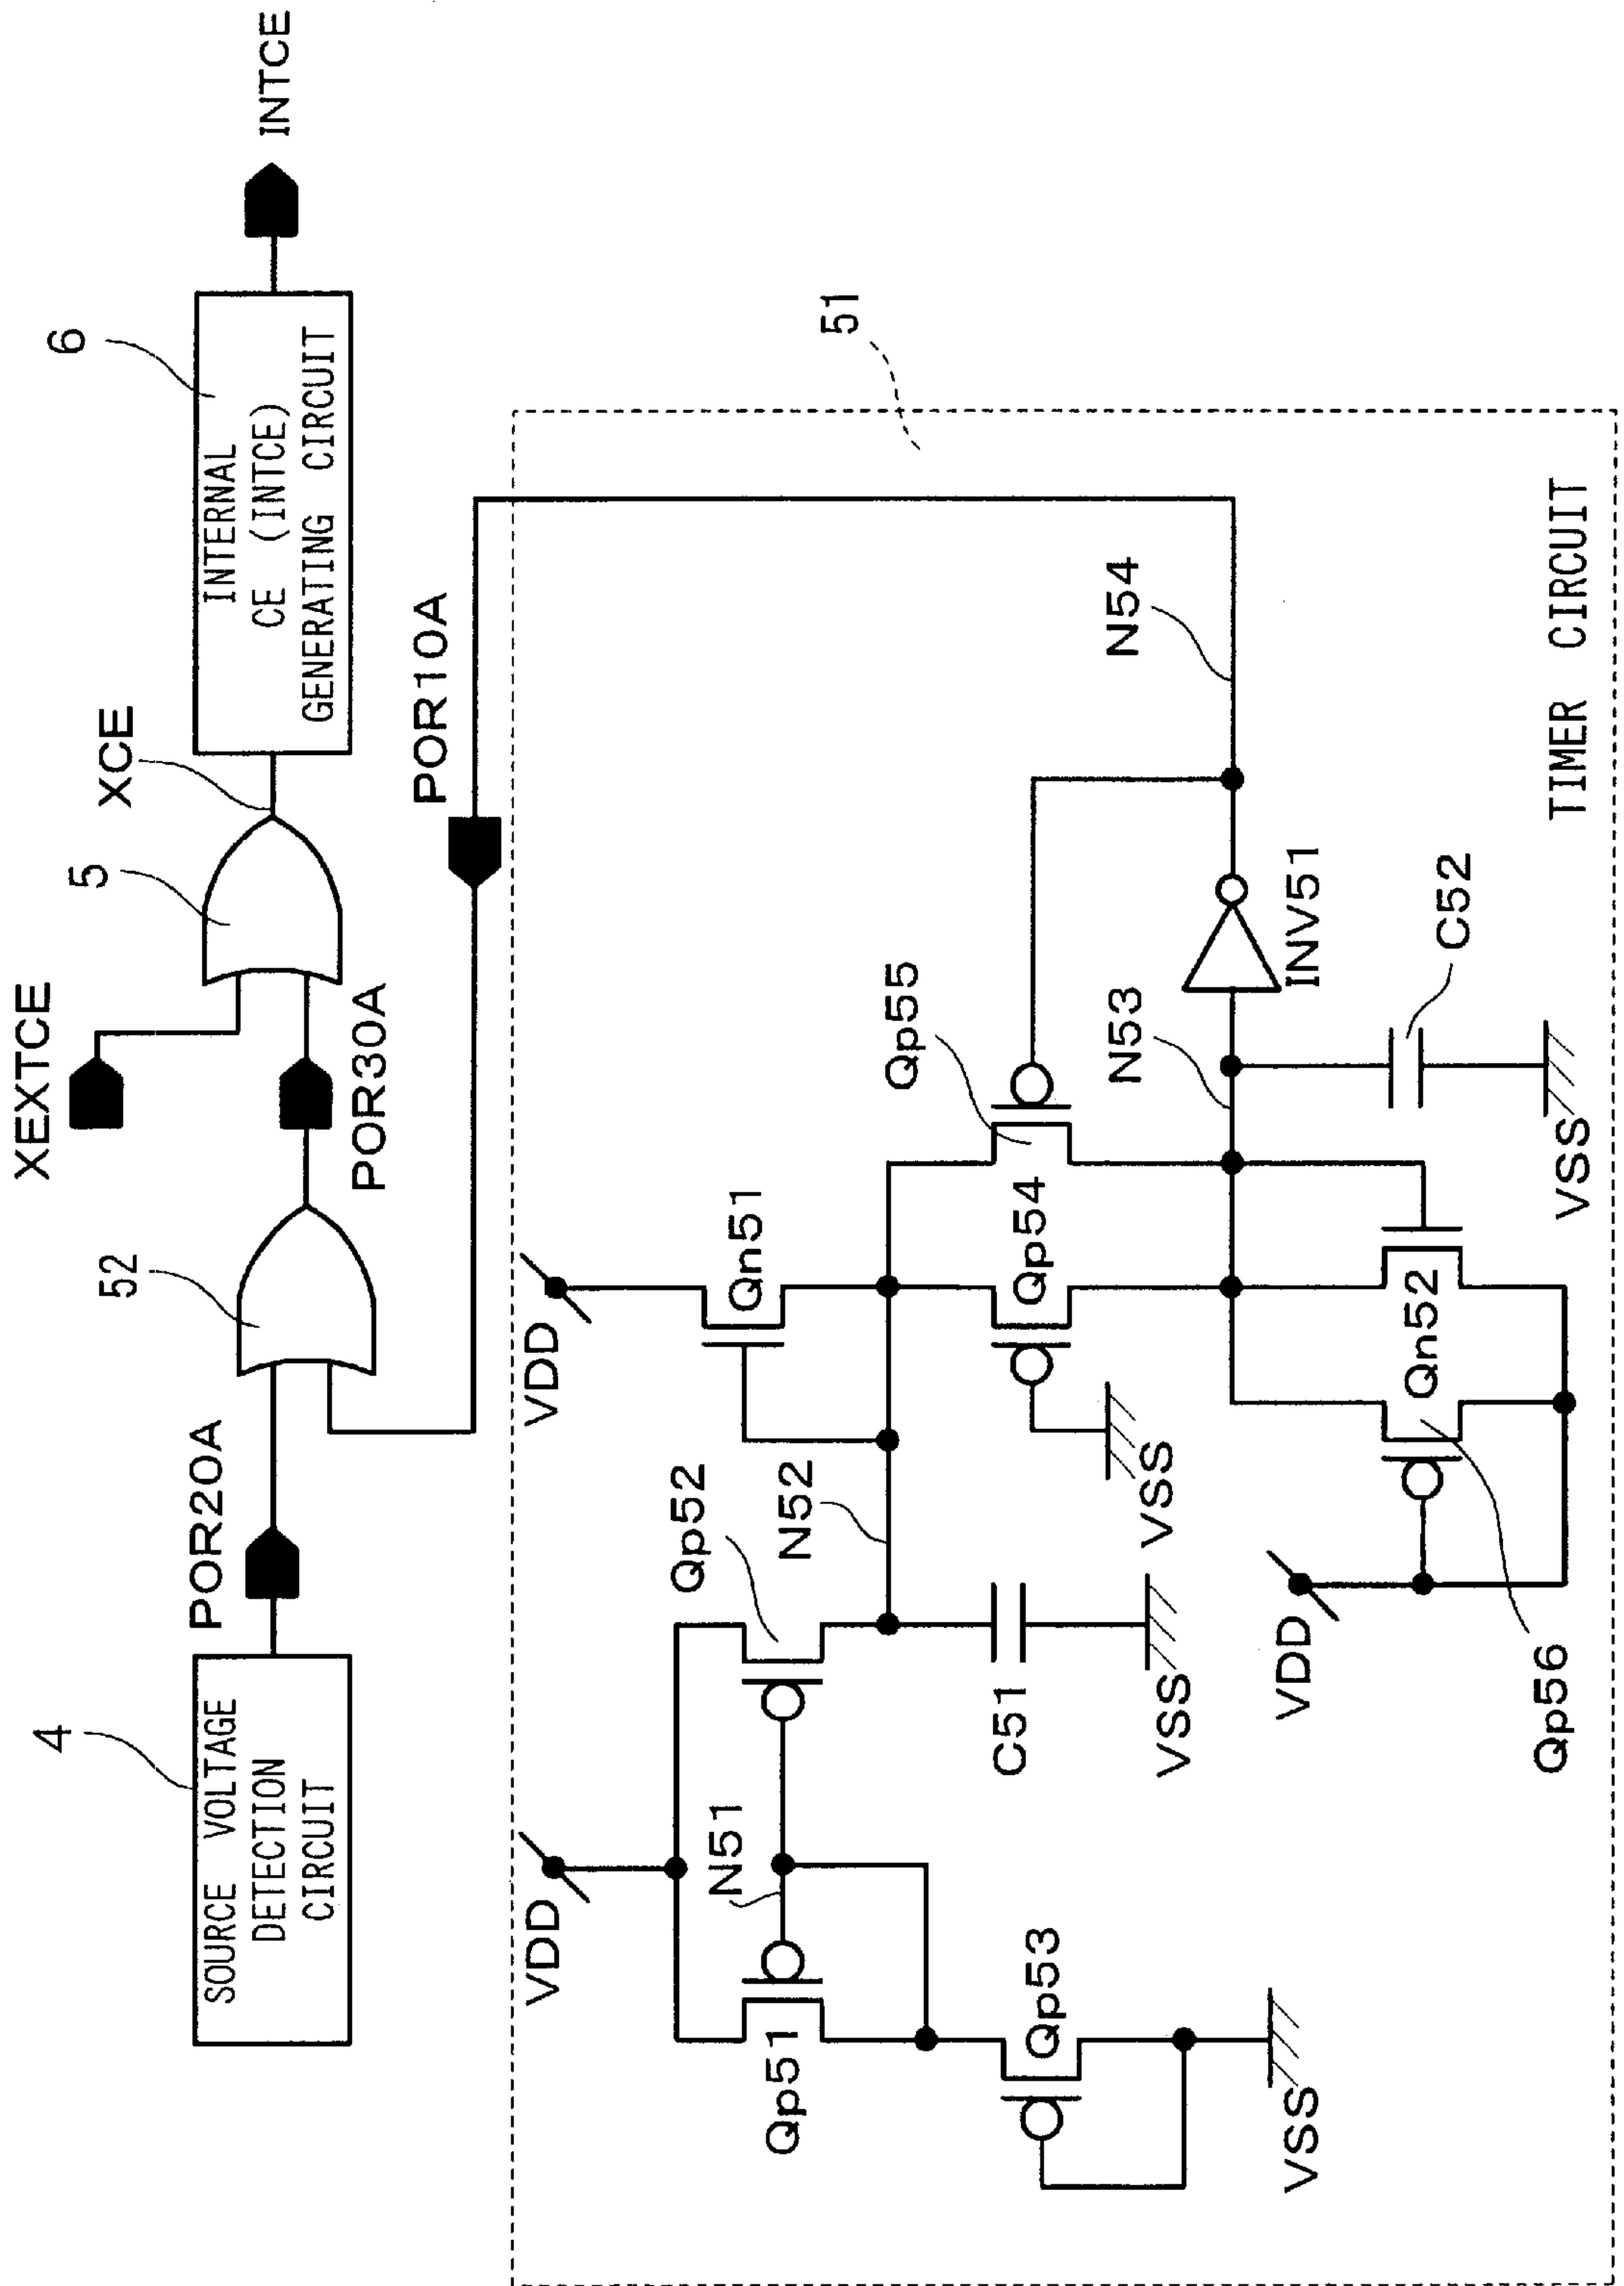 4
SOURCE VOLTAGE
DETECTION
CIRCUIT
POR20A
52
POR30A
XEXTCE
5
XCE
6
INTERNAL
CE (INTCE)
GENERATING CIRCUIT
INTCE
POR10A
51
VDD
Qp51
N51
Qp52
Qp53
VSS
C51
VSS
N52
VDD
Qn51
Qp54
VSS
Qp55
N53
INV51
N54
C52
VSS
VDD
Qp56
Qn52
TIMER CIRCUIT